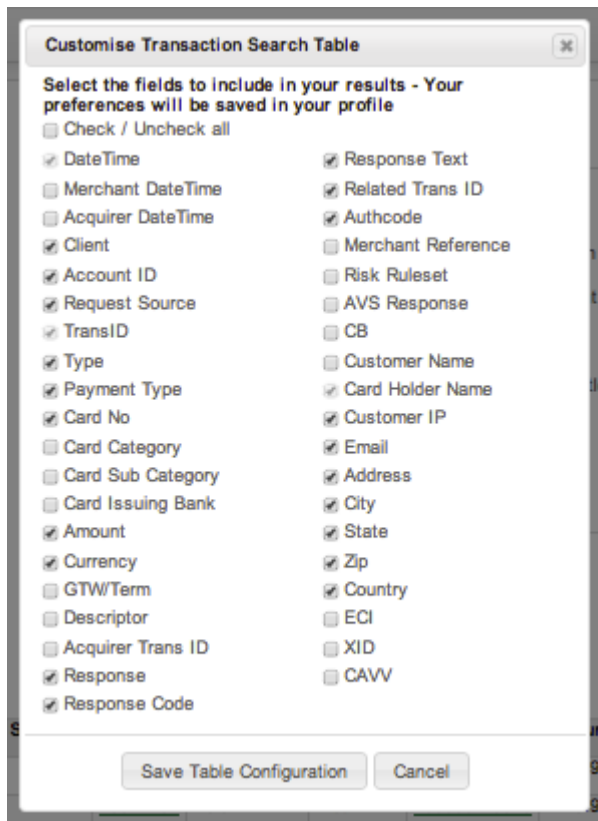 Customise Transaction Search Table
Select the fields to include in your results - Your
preferences will be saved in your profile
Check / Uncheck all
DateTime
Merchant DateTime
Acquirer DateTime
Client
Account ID
Request Source
TransID
Type
Payment Type
Card No
Card Category
Card Sub Category
Card Issuing Bank
Amount
Currency
GTW/Term
Descriptor
Acquirer Trans ID
Response
Response Code
Response Text
Related Trans ID
Authcode
Merchant Reference
Risk Ruleset
AVS Response
CB
Customer Name
Card Holder Name
Customer IP
Email
Address
City
State
Zip
Country
ECI
XID
CAVV
Save Table Configuration
Cancel